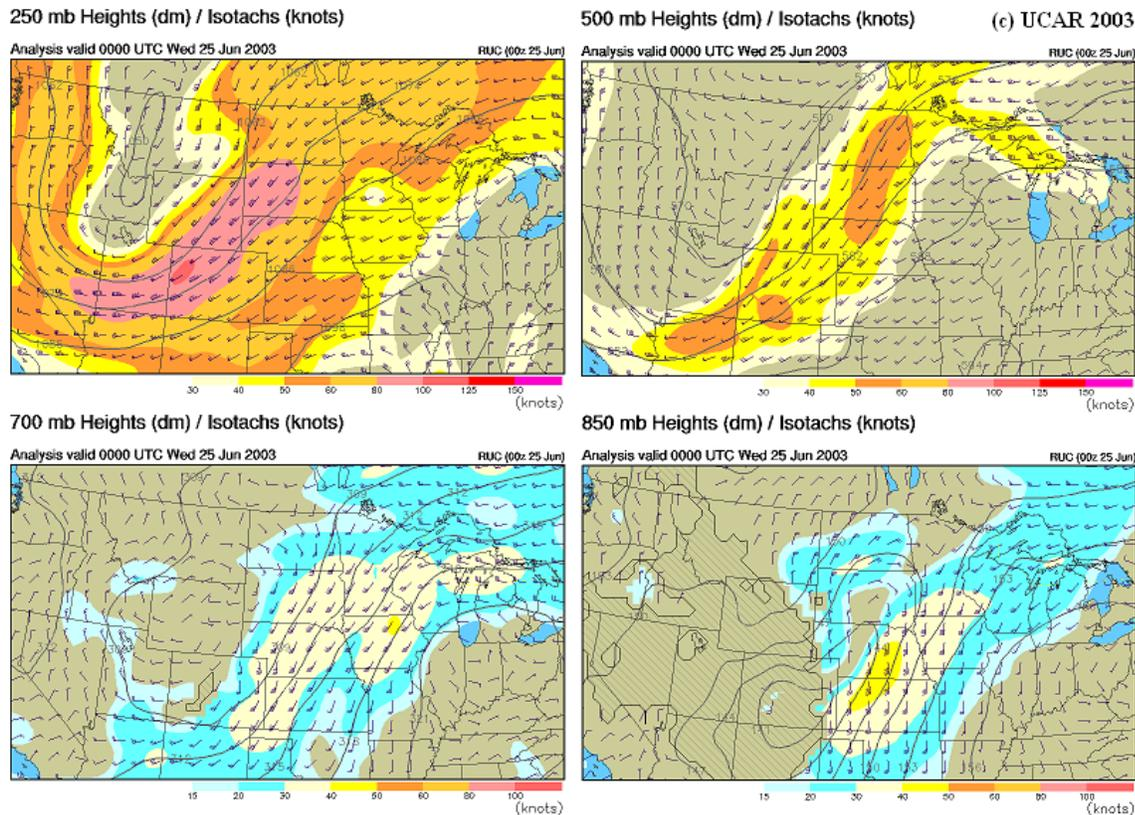 250 mb Heights (dm) / Isotachs (knots)
Analysis valid 0000 UTC Wed 25 Jun 2003 RUC (00z 25 Jun)
30 40 50 60 80 100 125 150
(knots)
500 mb Heights (dm) / Isotachs (knots) (c) UCAR 2003
Analysis valid 0000 UTC Wed 25 Jun 2003 RUC (00z 25 Jun)
30 40 50 60 80 100 125 150
(knots)
700 mb Heights (dm) / Isotachs (knots)
Analysis valid 0000 UTC Wed 25 Jun 2003 RUC (00z 25 Jun)
15 20 30 40 50 60 80 100
(knots)
850 mb Heights (dm) / Isotachs (knots)
Analysis valid 0000 UTC Wed 25 Jun 2003 RUC (00z 25 Jun)
15 20 30 40 50 60 80 100
(knots)